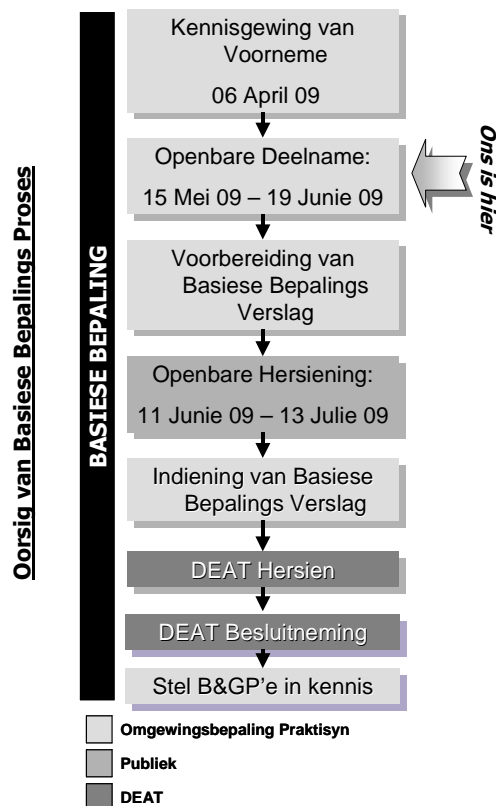 Oorsig van Basiese Bepalings Proses
BASIESE BEPALING
Kennisgewing van
Voorneme
06 April 09
Openbare Deelname:
15 Mei 09 – 19 Junie 09
Ons is hier
Voorbereiding van
Basiese Bepalings
Verslag
Openbare Hersiening:
11 Junie 09 – 13 Julie 09
Indiening van Basiese
Bepalings Verslag
DEAT Hersien
DEAT Besluitneming
Stel B&GP'e in kennis
Omgewingsbepaling Praktisyn
Publiek
DEAT